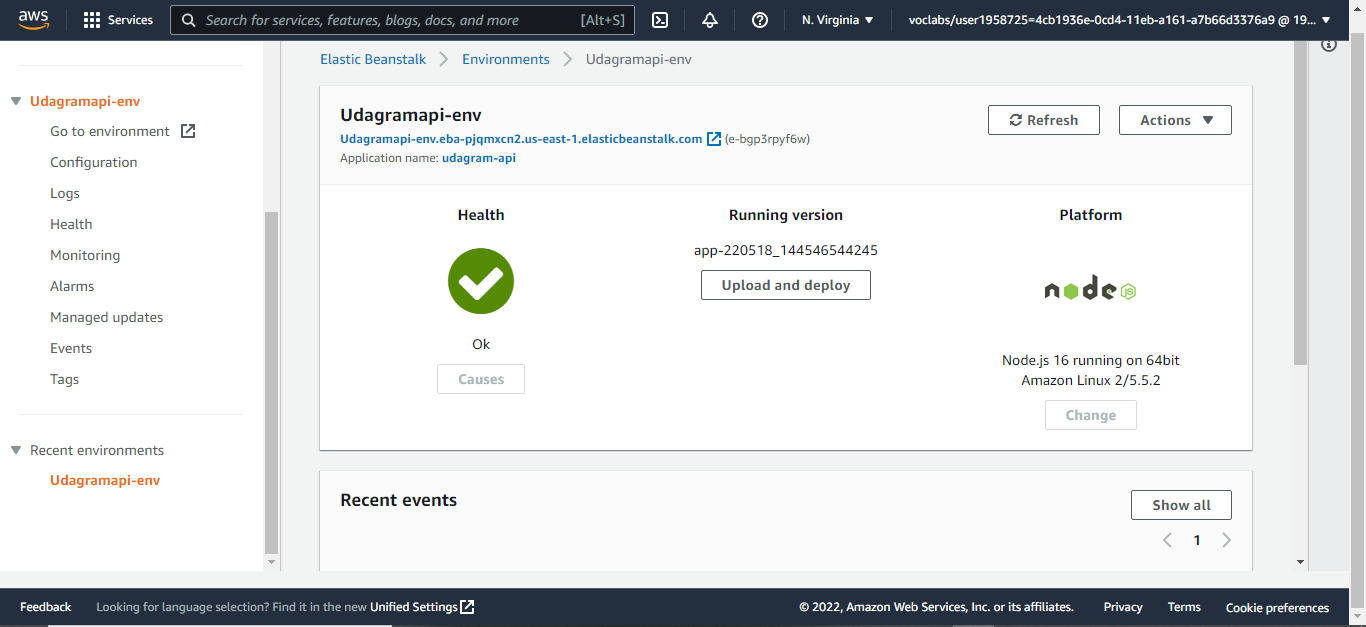 aws
Services
Search for services, features, blogs, docs, and more
[Alt+S]
N. Virginia
voclabs/user1958725=4cb1936e-0cd4-11eb-a161-a7b66d3376a9 @ 19...
Udagramapi-env
Go to environment
Configuration
Logs
Health
Monitoring
Alarms
Managed updates
Events
Tags
Recent environments
Udagramapi-env
Elastic Beanstalk
Environments
Udagramapi-env
Udagramapi-env
Udagramapi-env.eba-pjqmxcn2.us-east-1.elasticbeanstalk.com (e-bgp3rpyf6w)
Application name: udagram-api
Refresh
Actions
Health
Ok
Causes
Running version
app-220518_144546544245
Upload and deploy
Platform
node JS
Node.js 16 running on 64bit
Amazon Linux 2/5.5.2
Change
Recent events
Show all
1
Feedback
Looking for language selection? Find it in the new Unified Settings
© 2022, Amazon Web Services, Inc. or its affiliates.
Privacy
Terms
Cookie preferences